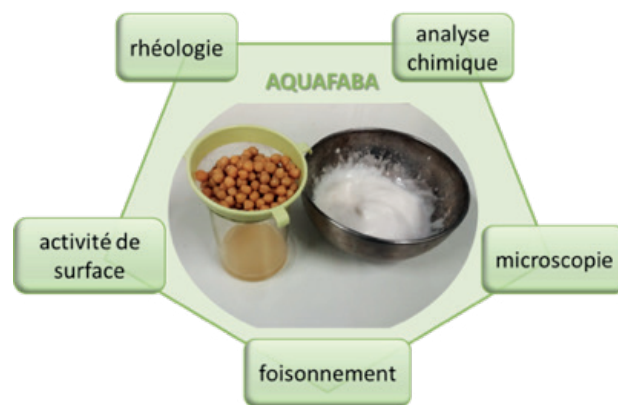 rhéologie
analyse
chimique
AQUAFABA
activité de
surface
microscopie
foisonnement